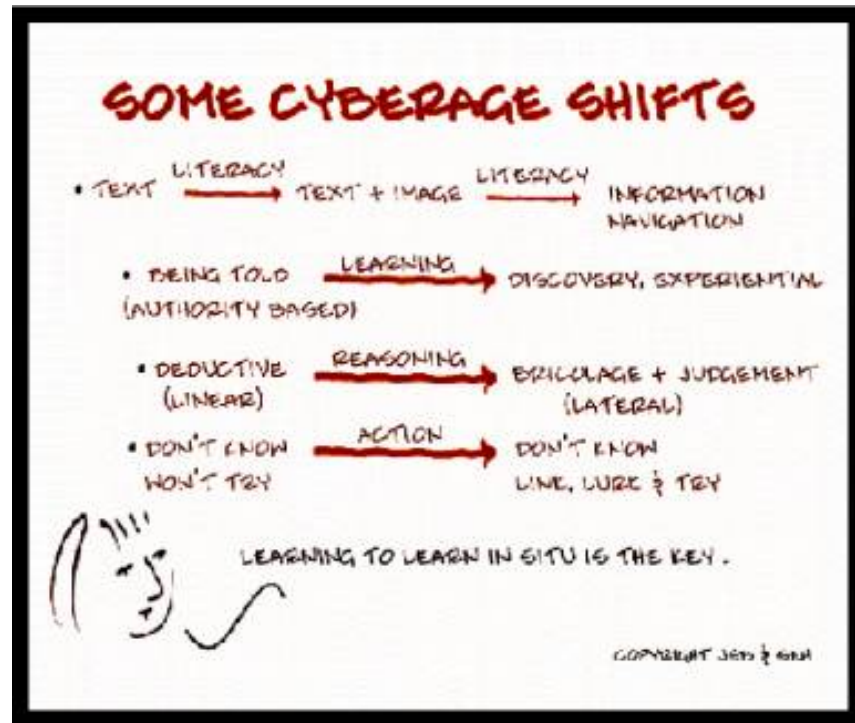 SOME CYBERAGE SHIFTS
• TEXT LITERACY TEXT + IMAGE LITERACY INFORMATION
NAVIGATION
• BEING TOLD LEARNING DISCOVERY, EXPERIENTIAL
(AUTHORITY BASED)
• DEDUCTIVE REASONING BRICOLAGE + JUDGEMENT
(LINEAR) (LATERAL)
• DON'T KNOW ACTION DON'T KNOW
WON'T TRY LINK, LURK & TRY
LEARNING TO LEARN IN SITU IS THE KEY.
COPYRIGHT JSB &